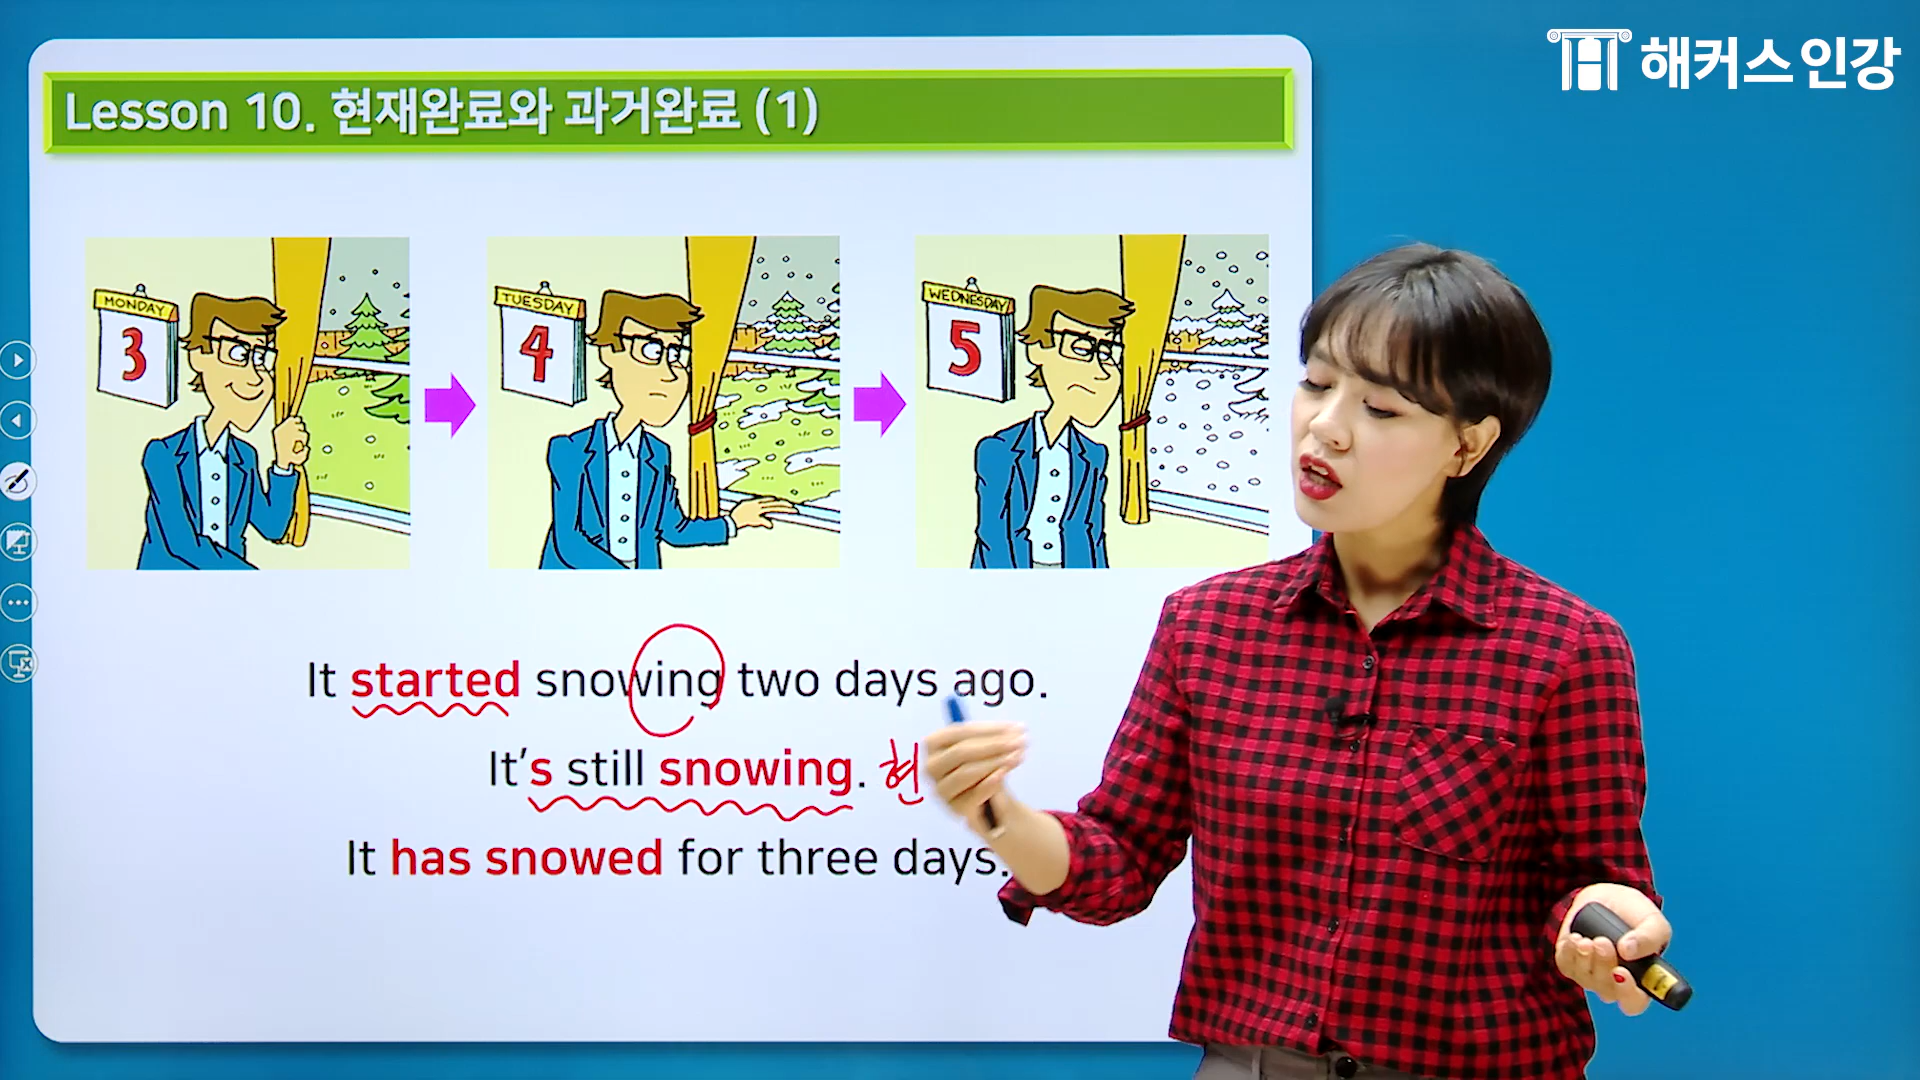 해커스인강
Lesson 10. 현재완료와 과거완료 (1)
MONDAY
3
TUESDAY
4
WEDNESDAY
5
It started snowing two days ago.
It's still snowing. 현
It has snowed for three days.